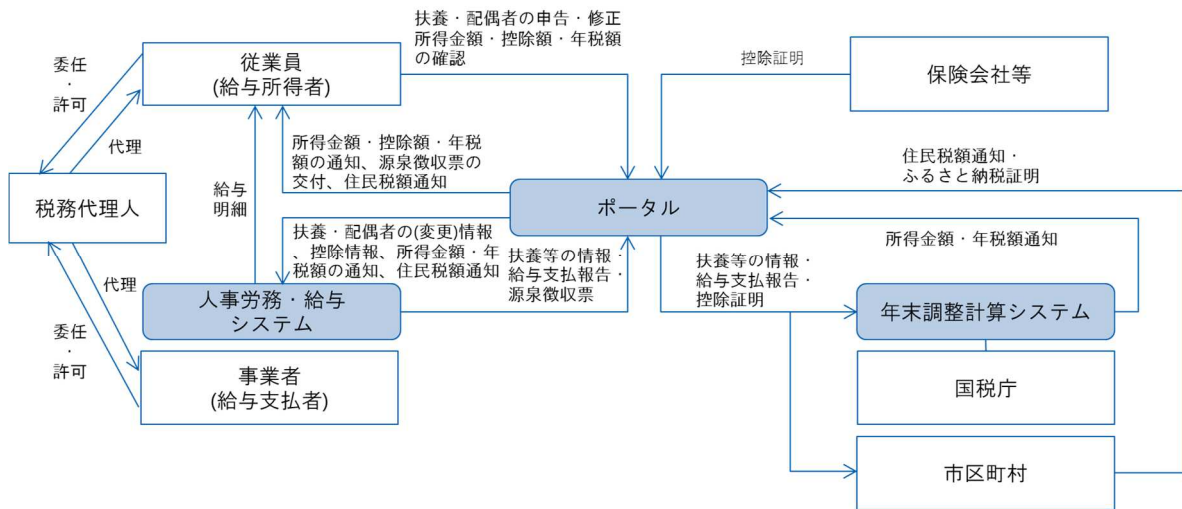 扶養・配偶者の申告・修正
所得金額・控除額・年税額
の確認
委任
・
許可
従業員
(給与所得者)
控除証明
保険会社等
代理
所得金額・控除額・年税
額の通知、源泉徴収票の
交付、住民税額通知
住民税額通知・
ふるさと納税証明
税務代理人
給与
明細
ポータル
扶養・配偶者の(変更)情報
、控除情報、所得金額・年
税額の通知、住民税額通知
扶養等の情報・
給与支払報告・
源泉徴収票
扶養等の情報・
給与支払報告・
控除証明
所得金額・年税額通知
代理
人事労務・給与
システム
年末調整計算システム
委任
・
許可
事業者
(給与支払者)
国税庁
市区町村